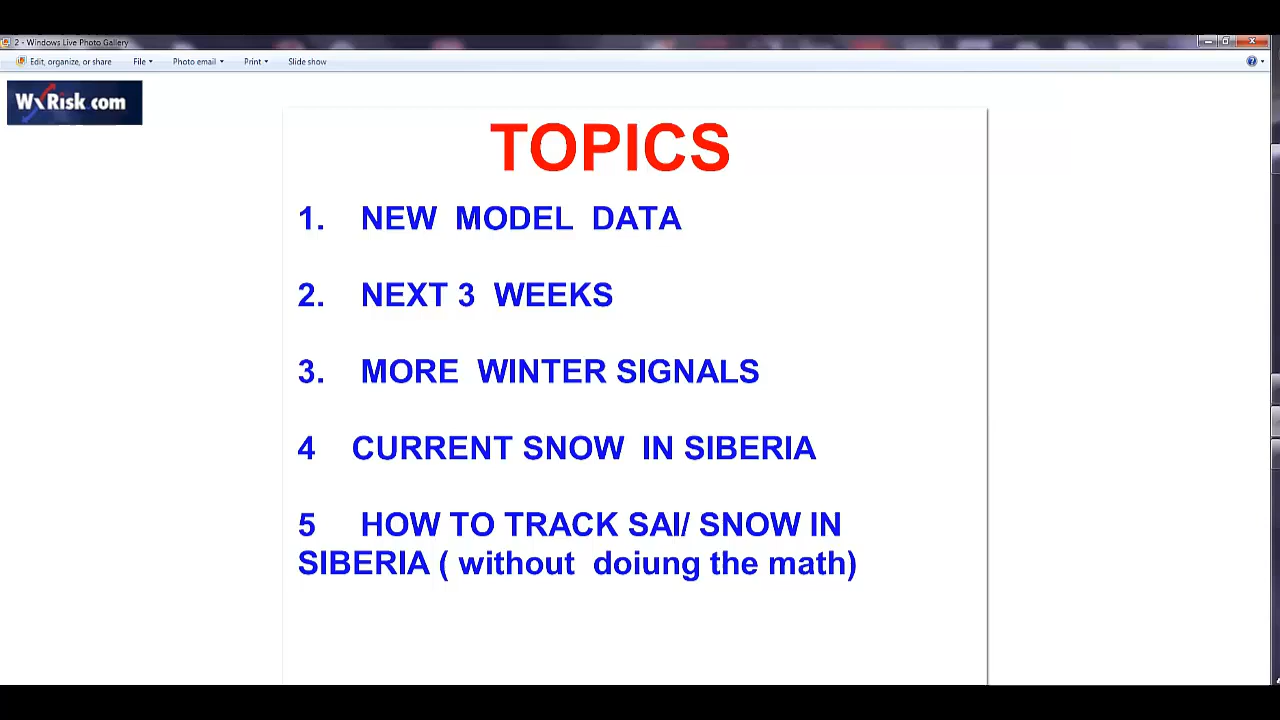 2 - Windows Live Photo Gallery
Edit, organize, or share File Photo email Print Slide show
WxRisk.com
TOPICS
1. NEW MODEL DATA
2. NEXT 3 WEEKS
3. MORE WINTER SIGNALS
4 CURRENT SNOW IN SIBERIA
5 HOW TO TRACK SAI/ SNOW IN
SIBERIA ( without doiung the math)